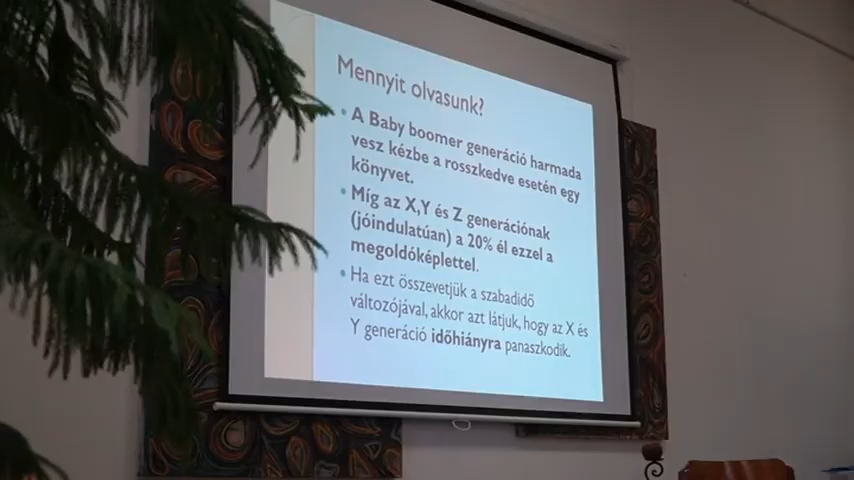 Mennyit olvasunk?
• A Baby boomer generáció harmada
vesz kézbe a rosszkedve esetén egy
könyvet.
• Míg az X,Y és Z generációnak
(jóindulatúan) a 20% él ezzel a
megoldóképlettel.
• Ha ezt összevetjük a szabadidő
változójával, akkor azt látjuk, hogy az X és
Y generáció időhiányra panaszkodik.